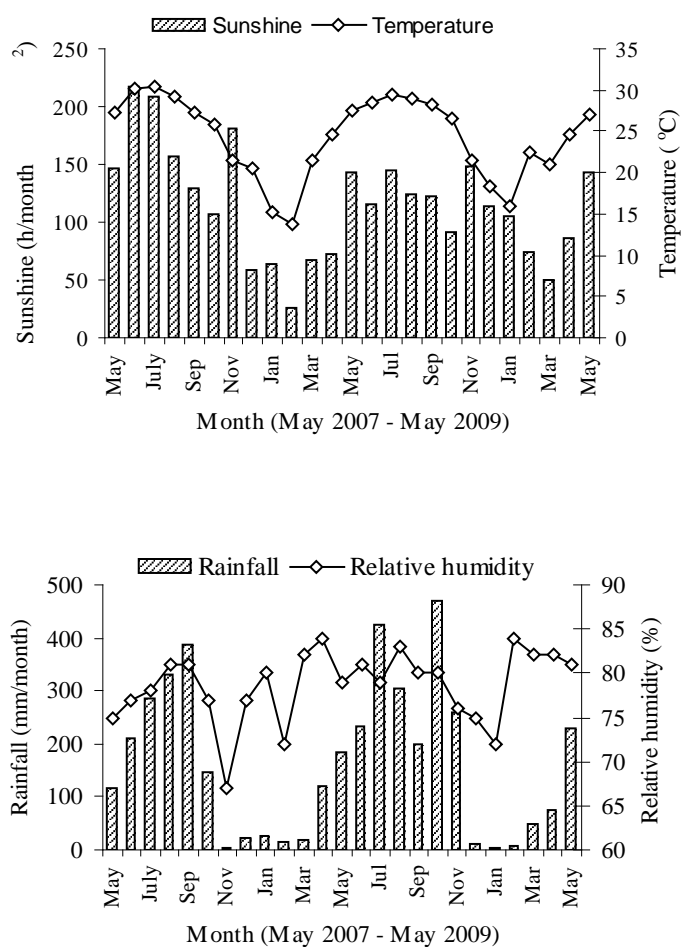 Sunshine Temperature
2)
250
200
150
100
50
0
Sunshine (h/month
35
30
25
20
15
10
5
0
Temperature ( ºC)
May July Sep Nov Jan Mar May Jul Sep Nov Jan Mar May
Month (May 2007 - May 2009)
Rainfall Relative humidity
500
400
300
200
100
0
Rainfall (mm/month)
90
85
80
75
70
65
60
Relative humidity (%)
May July Sep Nov Jan Mar May Jul Sep Nov Jan Mar May
Month (May 2007 - May 2009)